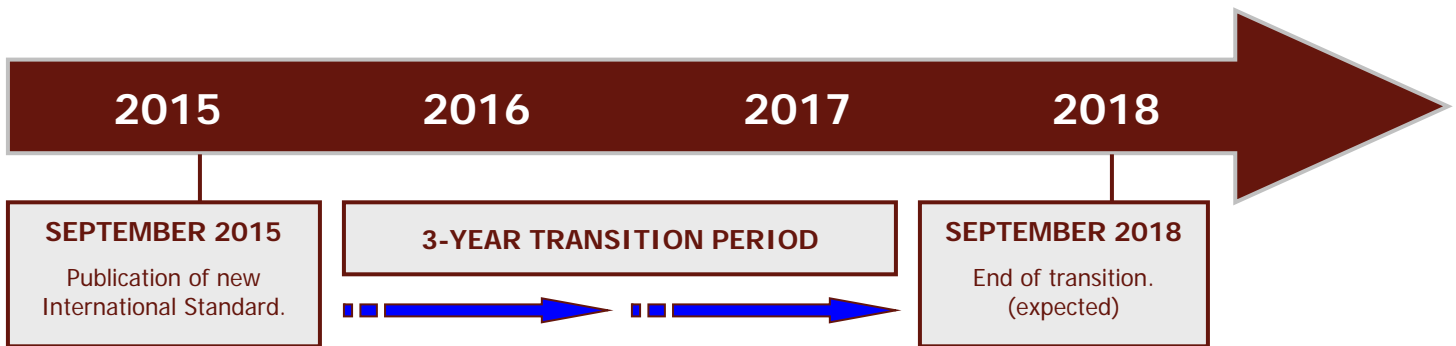 2015 2016 2017 2018
SEPTEMBER 2015
Publication of new
International Standard.
3-YEAR TRANSITION PERIOD
SEPTEMBER 2018
End of transition.
(expected)